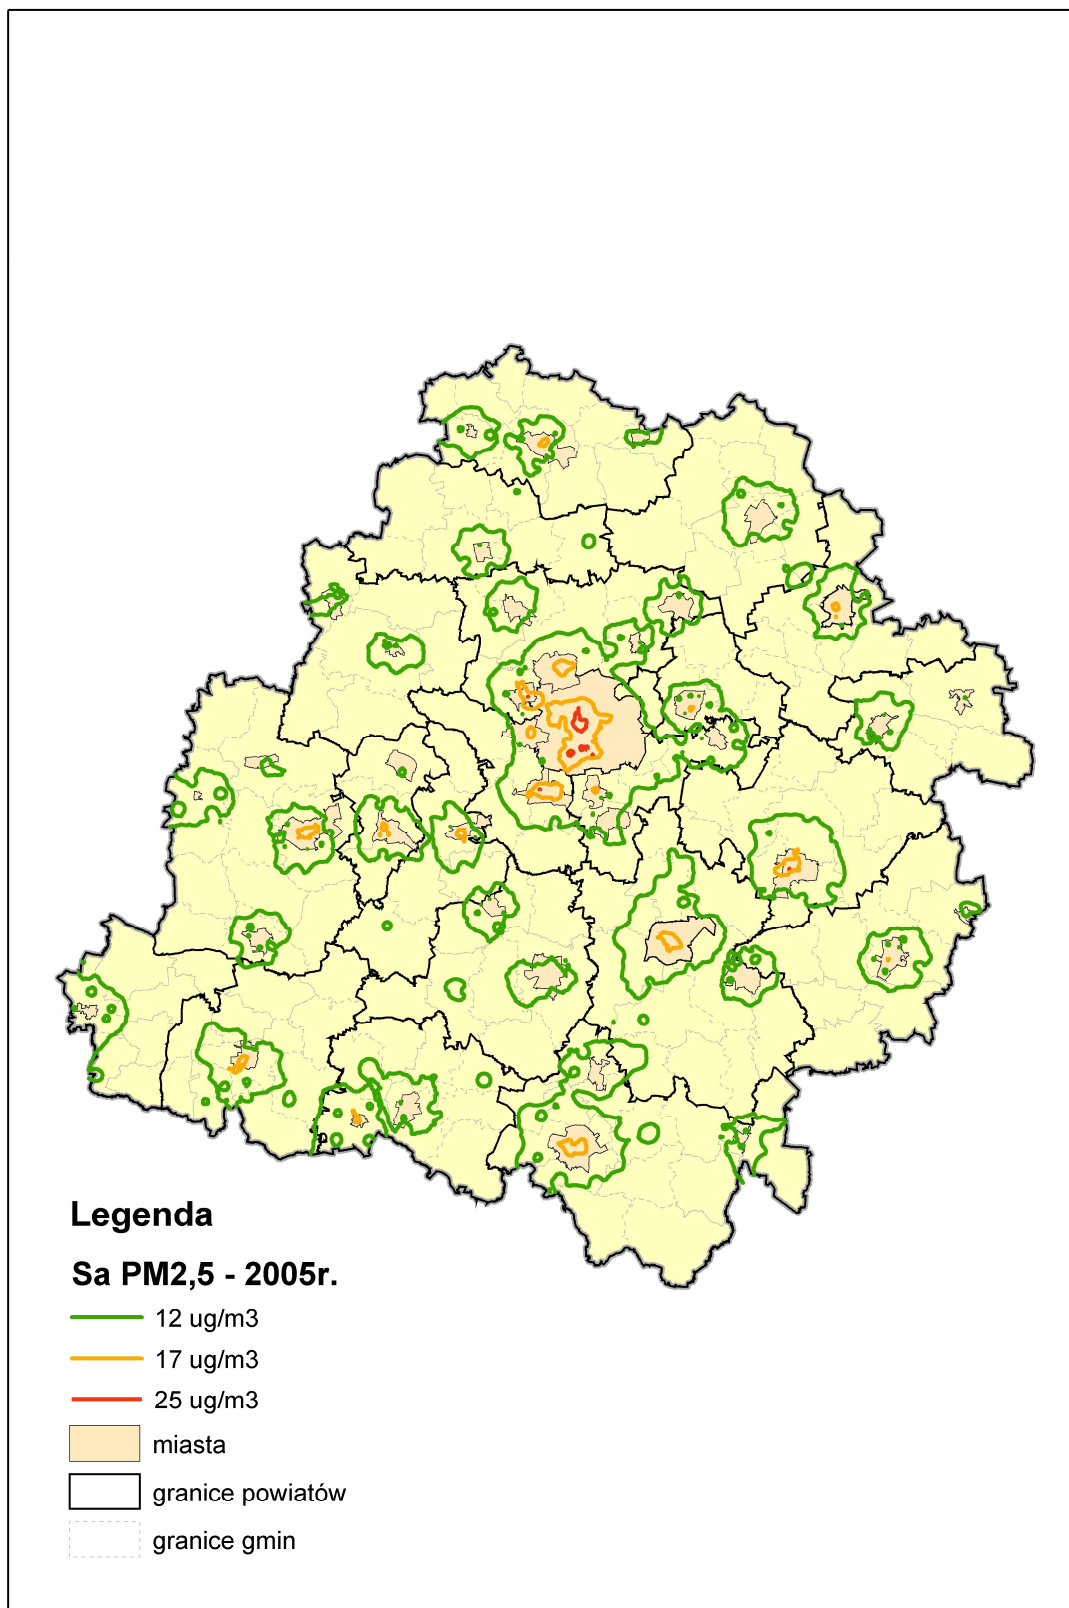 Legenda
Sa PM2,5 - 2005r.
12 ug/m3
17 ug/m3
25 ug/m3
miasta
granice powiatów
granice gmin